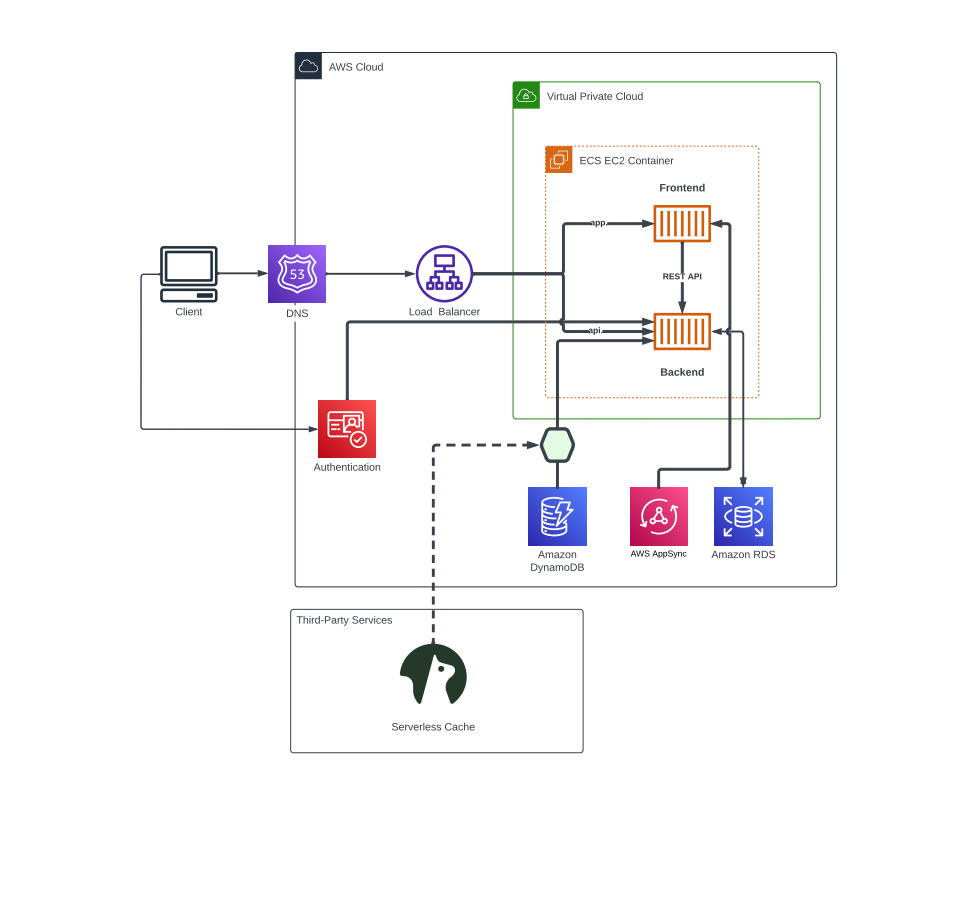 AWS Cloud
Virtual Private Cloud
ECS EC2 Container
Frontend
app.
53
REST API
Client
DNS
Load Balancer
api.
Backend
Authentication
Amazon
DynamoDB
AWS AppSync
Amazon RDS
Third-Party Services
Serverless Cache